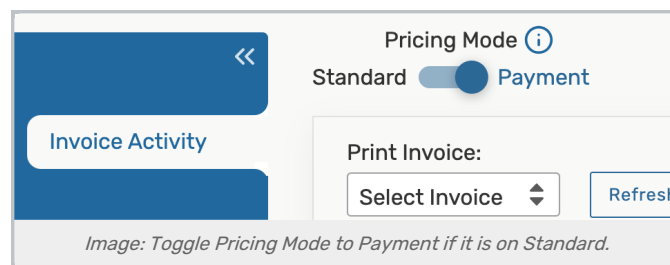 Pricing Mode
Standard Payment
Invoice Activity
Print Invoice:
Select Invoice
Refresh
Image: Toggle Pricing Mode to Payment if it is on Standard.